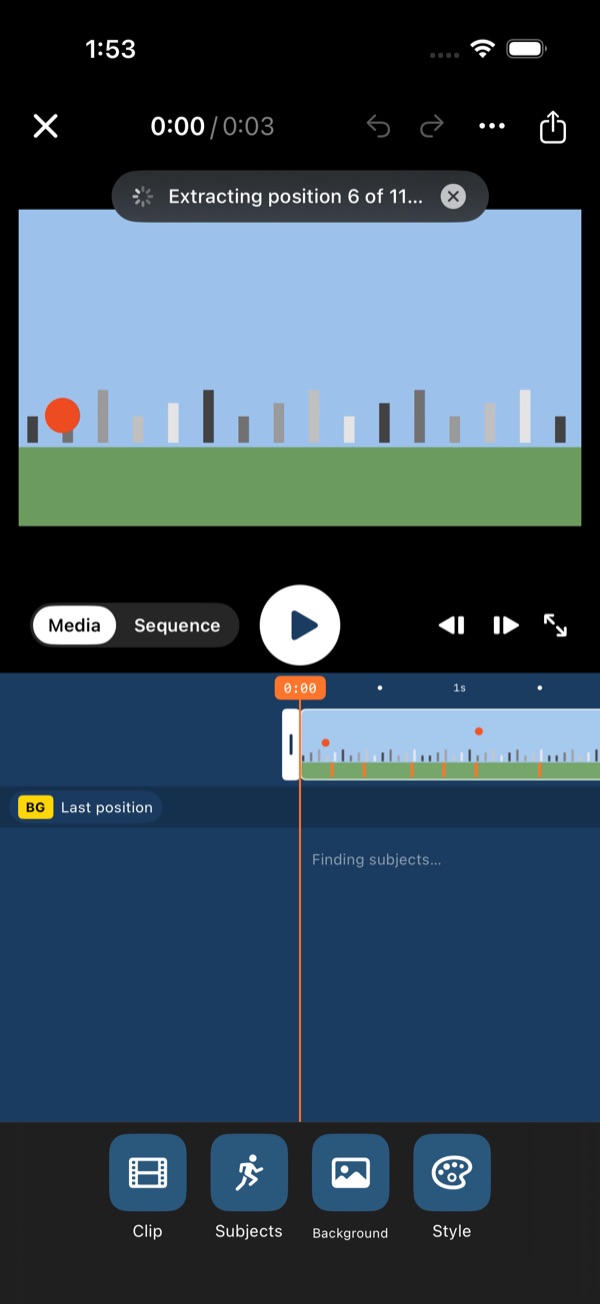 1:53
0:00 / 0:03
Extracting position 6 of 11...
Media
Sequence
0:00
1s
BG Last position
Finding subjects...
Clip
Subjects
Background
Style